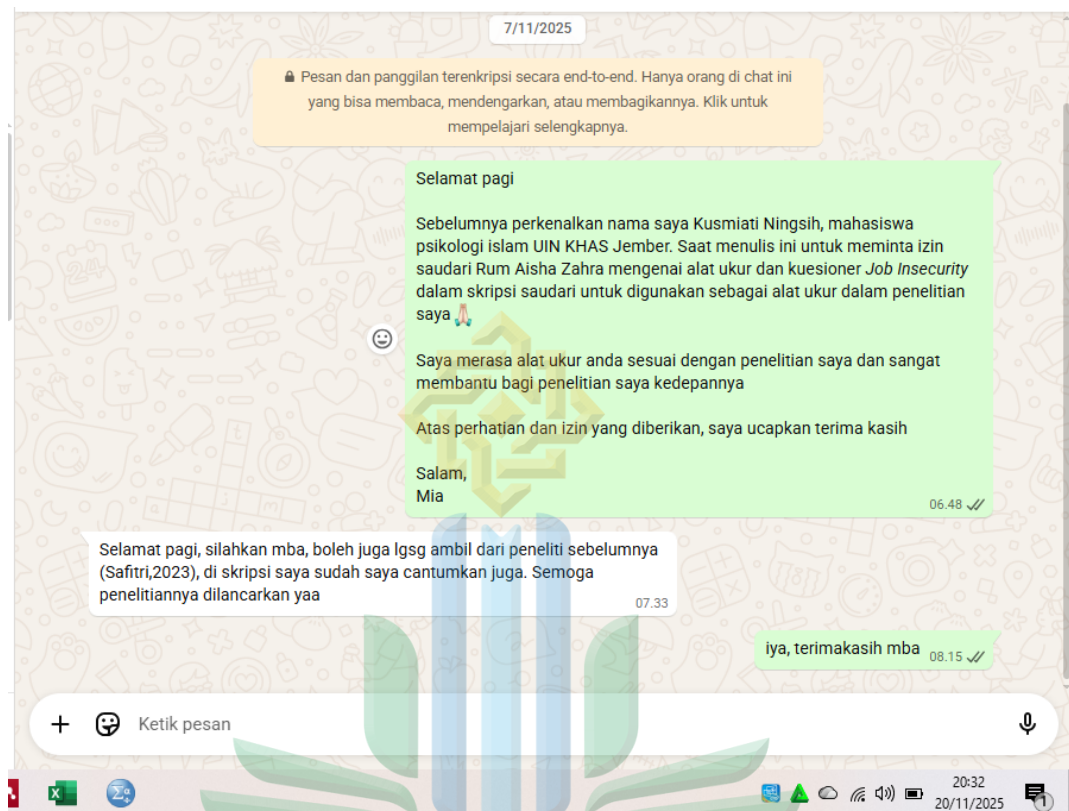 7/11/2025
Pesan dan panggilan terenkripsi secara end-to-end. Hanya orang di chat ini
yang bisa membaca, mendengarkan, atau membagikannya. Klik untuk
mempelajari selengkapnya.
Selamat pagi
Sebelumnya perkenalkan nama saya Kusmiati Ningsih, mahasiswa
psikologi islam UIN KHAS Jember. Saat menulis ini untuk meminta izin
saudari Rum Aisha Zahra mengenai alat ukur dan kuesioner Job Insecurity
dalam skripsi saudari untuk digunakan sebagai alat ukur dalam penelitian
saya 🙏🏻
Saya merasa alat ukur anda sesuai dengan penelitian saya dan sangat
membantu bagi penelitian saya kedepannya
Atas perhatian dan izin yang diberikan, saya ucapkan terima kasih
Salam,
Mia
06.48
Selamat pagi, silahkan mba, boleh juga lgsg ambil dari peneliti sebelumnya
(Safitri,2023), di skripsi saya sudah saya cantumkan juga. Semoga
penelitiannya dilancarkan yaa
07.33
iya, terimakasih mba 08.15
Ketik pesan
20:32
20/11/2025
1